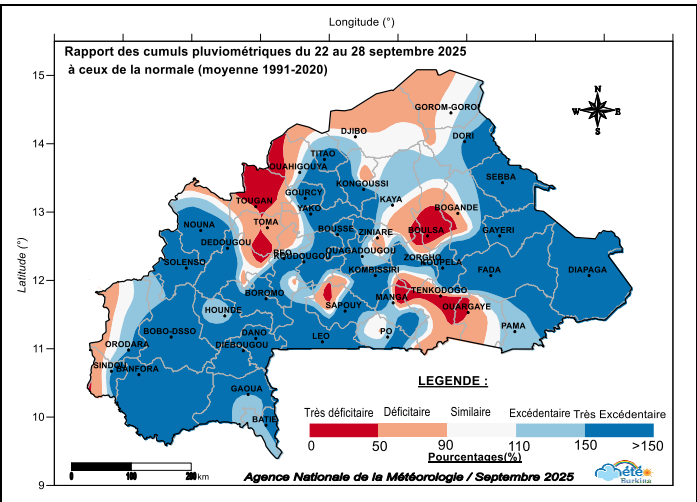 Longitude (°)
Rapport des cumuls pluviométriques du 22 au 28 septembre 2025
à ceux de la normale (moyenne 1991-2020)
15
14
13
12
11
10
9
Latitude (°)
N
W
E
S
GOROM-GOROM
DJIBO
DORI
TITAO
OUAHIGOUYA
SEBBA
KONGOUSSI
GOURCY
KAYA
TOUGAN
YAKO
BOGANDE
TOMA
NOUNA
BOUSSE
ZINIARE
BOULSA
GAYERI
DEDOUGOU
REO
OUAGADOUGOU
KOUDOUGOU
ZORGHO
KOUPELA
SOLENSO
KOMBISSIRI
FADA
DIAPAGA
BOROMO
MANGA
TENKODOGO
SAPOUY
OUARGAYE
HOUNDE
BOBO-DSSO
DANO
LEO
PO
PAMA
ORODARA
DIEBOUGOU
SINDOU
BANFORA
GAOUA
BATIE
LEGENDE :
Très déficitaire
Déficitaire
Similaire
Excédentaire
Très Excédentaire
0
50
90
110
150
>150
Pourcentages(%)
0
100
200
km
Agence Nationale de la Météorologie / Septembre 2025
météo
Burkina